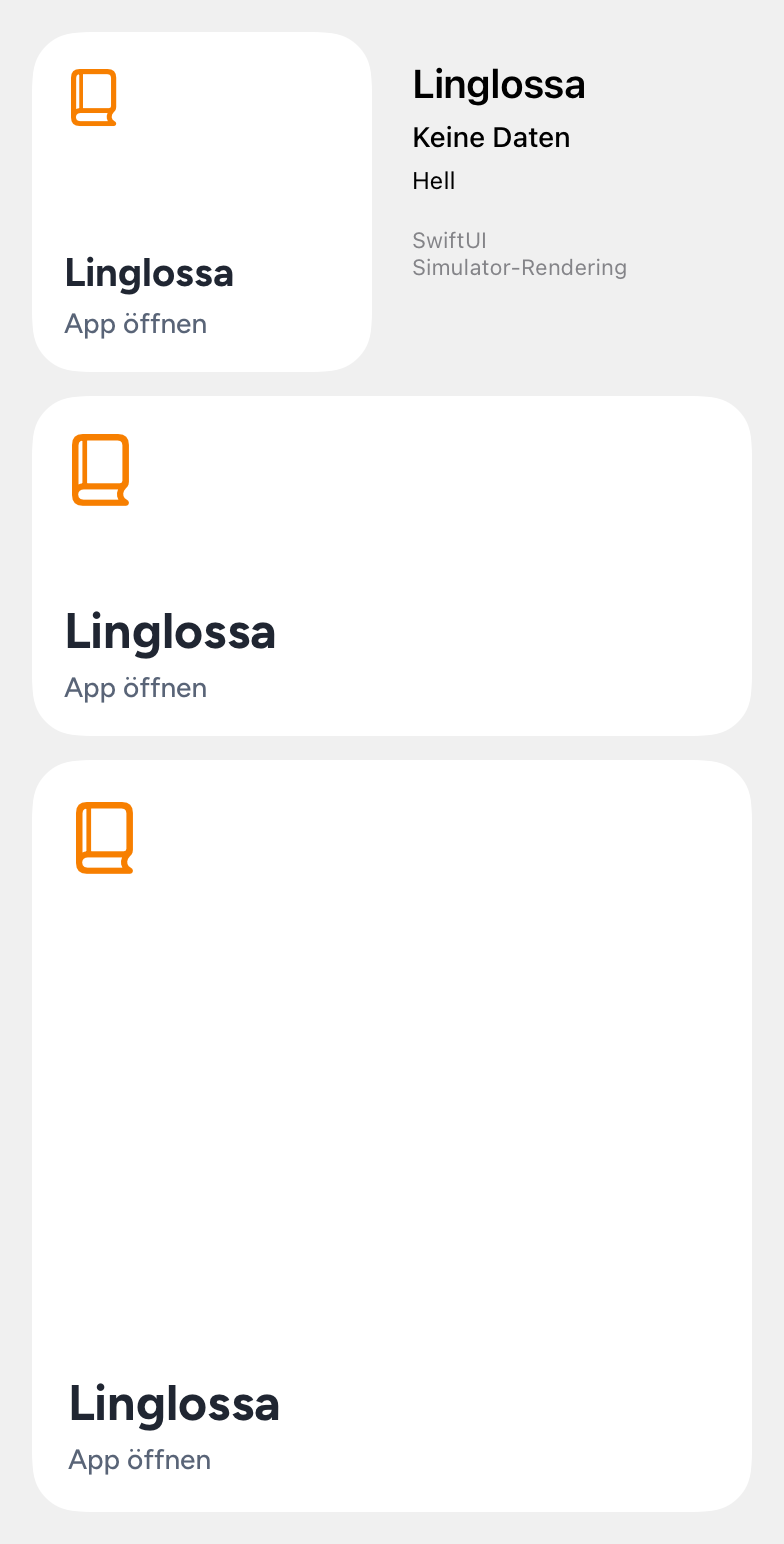 Linglossa
App öffnen
Linglossa
Keine Daten
Hell
SwiftUI
Simulator-Rendering
Linglossa
App öffnen
Linglossa
App öffnen